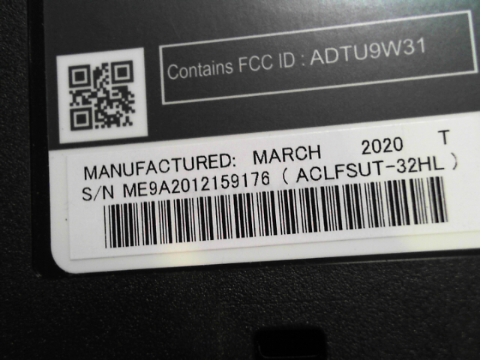 Contains FCC ID : ADTU9W31
MANUFACTURED: MARCH 2020 T
S/N ME9A2012159176 ( ACLFSUT-32HL )